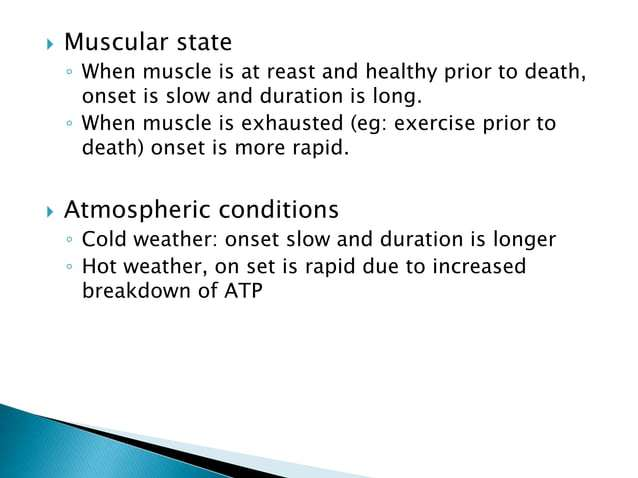 Muscular state
When muscle is at reast and healthy prior to death,
onset is slow and duration is long.
When muscle is exhausted (eg: exercise prior to
death) onset is more rapid.
Atmospheric conditions
Cold weather: onset slow and duration is longer
Hot weather, on set is rapid due to increased
breakdown of ATP